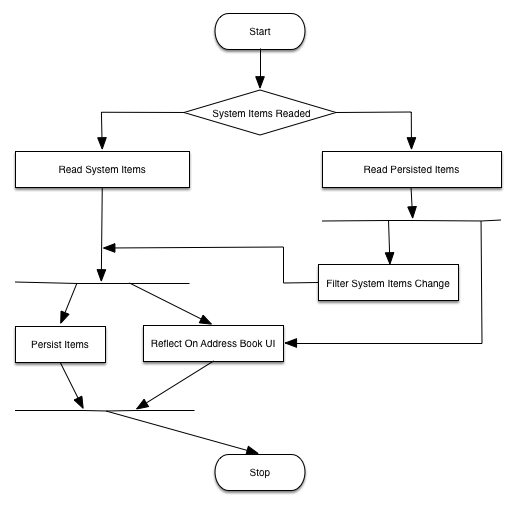 Start
System Items Readed
Read System Items
Read Persisted Items
Filter System Items Change
Persist Items
Reflect On Address Book UI
Stop